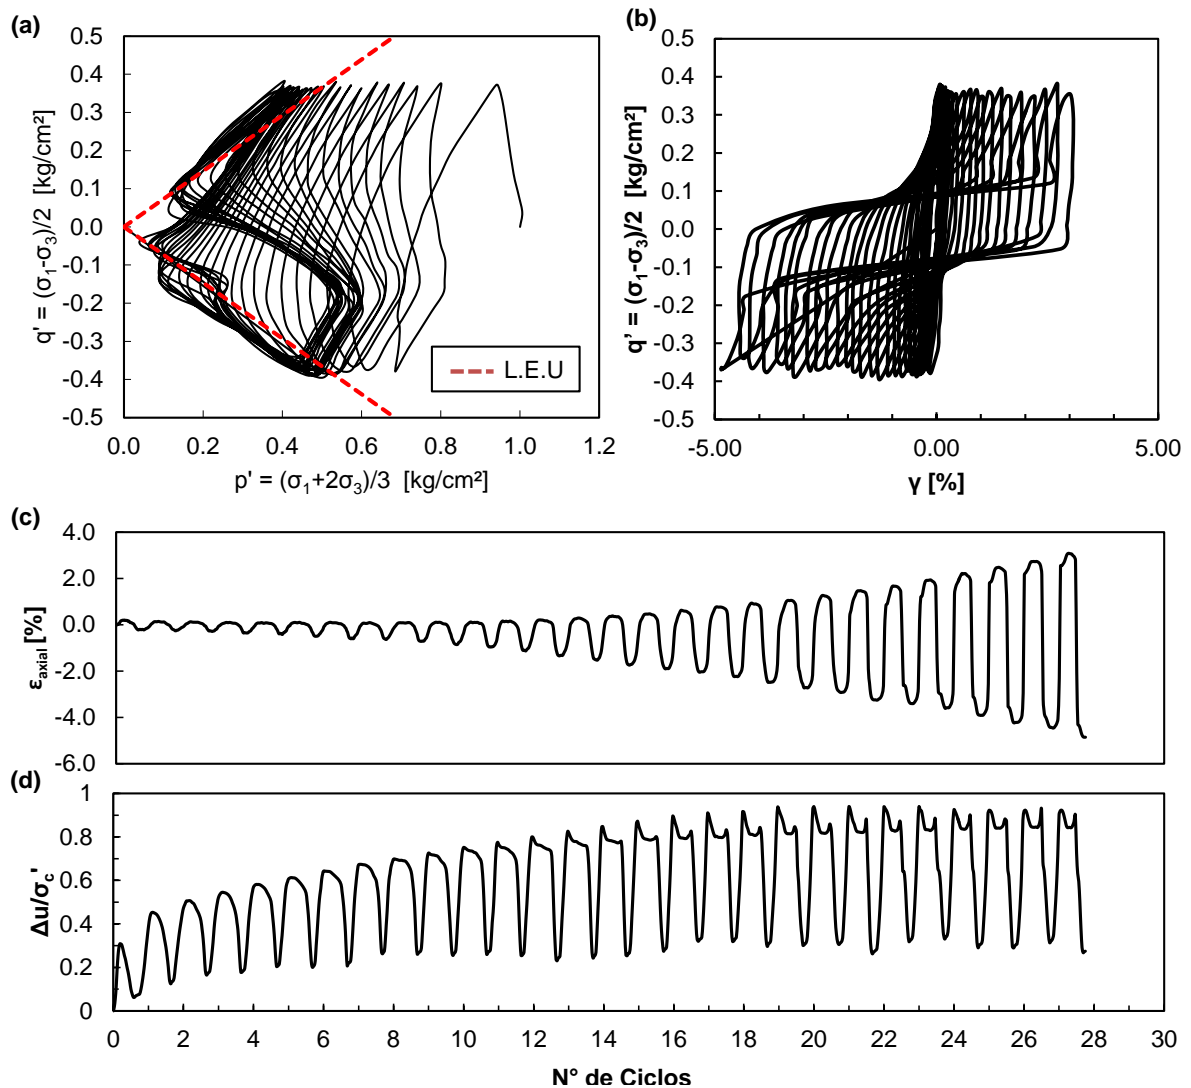 (a)
(b)
0.5
0.4
0.3
0.2
0.1
0.0
-0.1
-0.2
-0.3
-0.4
-0.5
q' = (σ1-σ3)/2 [kg/cm²]
L.E.U
0.0 0.2 0.4 0.6 0.8 1.0 1.2
p' = (σ1+2σ3)/3 [kg/cm²]
0.5
0.4
0.3
0.2
0.1
0.0
-0.1
-0.2
-0.3
-0.4
-0.5
q' = (σ1-σ3)/2 [kg/cm²]
-5.00 0.00 5.00
γ [%]
(c)
4.0
2.0
0.0
-2.0
-4.0
-6.0
εaxial [%]
(d)
1
0.8
0.6
0.4
0.2
0
Δu/σc'
0 2 4 6 8 10 12 14 16 18 20 22 24 26 28 30
N° de Ciclos